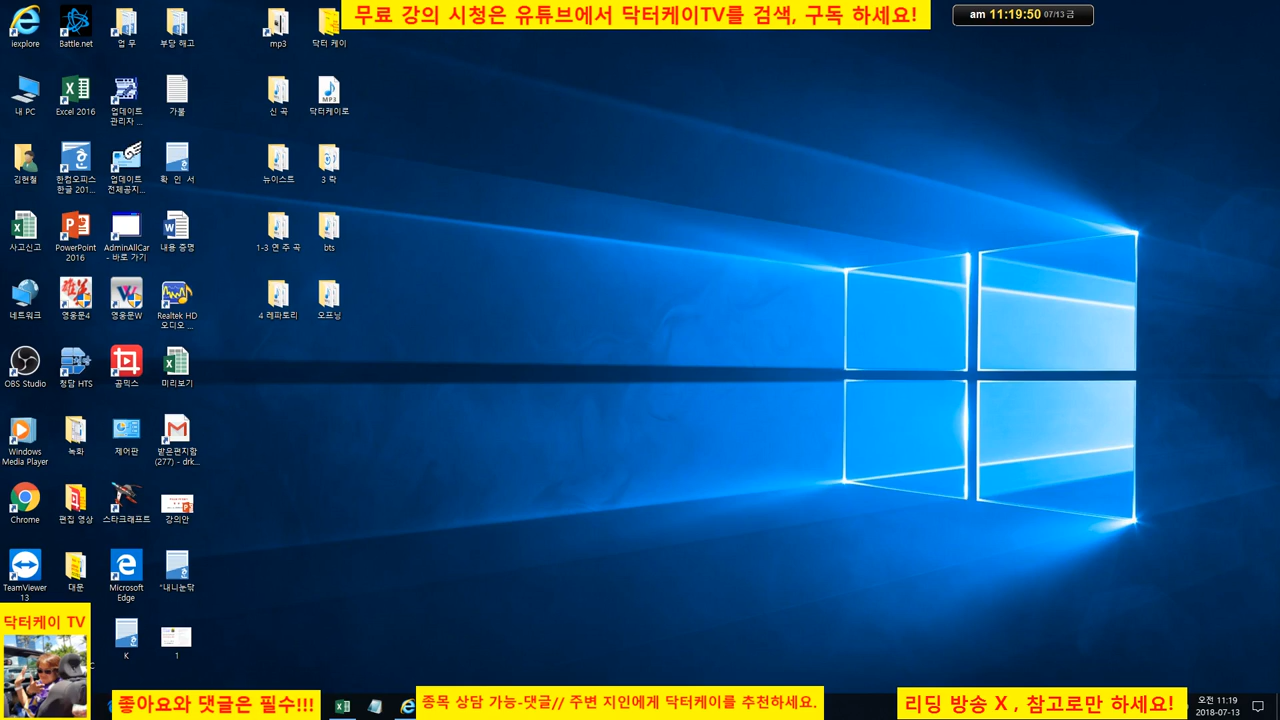 무료 강의 시청은 유튜브에서 닥터케이TV를 검색, 구독 하세요!
am 11:19:50 07/13 금
iexplore
Battle.net
업 무
부당 해고
mp3
닥터 케이
내 PC
Excel 2016
업데이트
관리자 ...
가불
신 곡
닥터케이로
김현철
한컴오피스
한글 201...
업데이트
전제공지...
확 인 서
뉴이스트
3 락
사고신고
PowerPoint
2016
AdminAllCar
- 바로 가기
내용 증명
1-3 연 주 곡
bts
네트워크
영웅문4
영웅문W
Realtek HD
오디오 ...
4 레파토리
오프닝
OBS Studio
청담 HTS
곰믹스
미리보기
Windows
Media Player
녹화
제어판
받은편지함
(277) - drk...
Chrome
편집 영상
스타크래프트
강의안
TeamViewer
13
대문
Microsoft
Edge
"내니눈닦
닥터케이 TV
K
1
좋아요와 댓글은 필수!!!
종목 상담 가능-댓글// 주변 지인에게 닥터케이를 추천하세요.
리딩 방송 X , 참고로만 하세요!
오전 11:19
2018-07-13